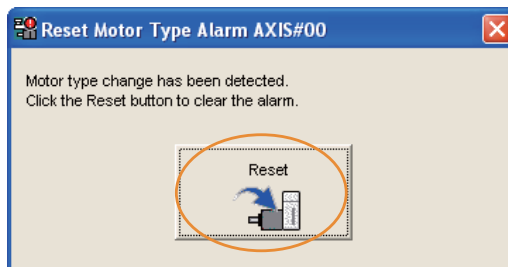 Reset Motor Type Alarm AXIS#00
Motor type change has been detected.
Click the Reset button to clear the alarm.
Reset